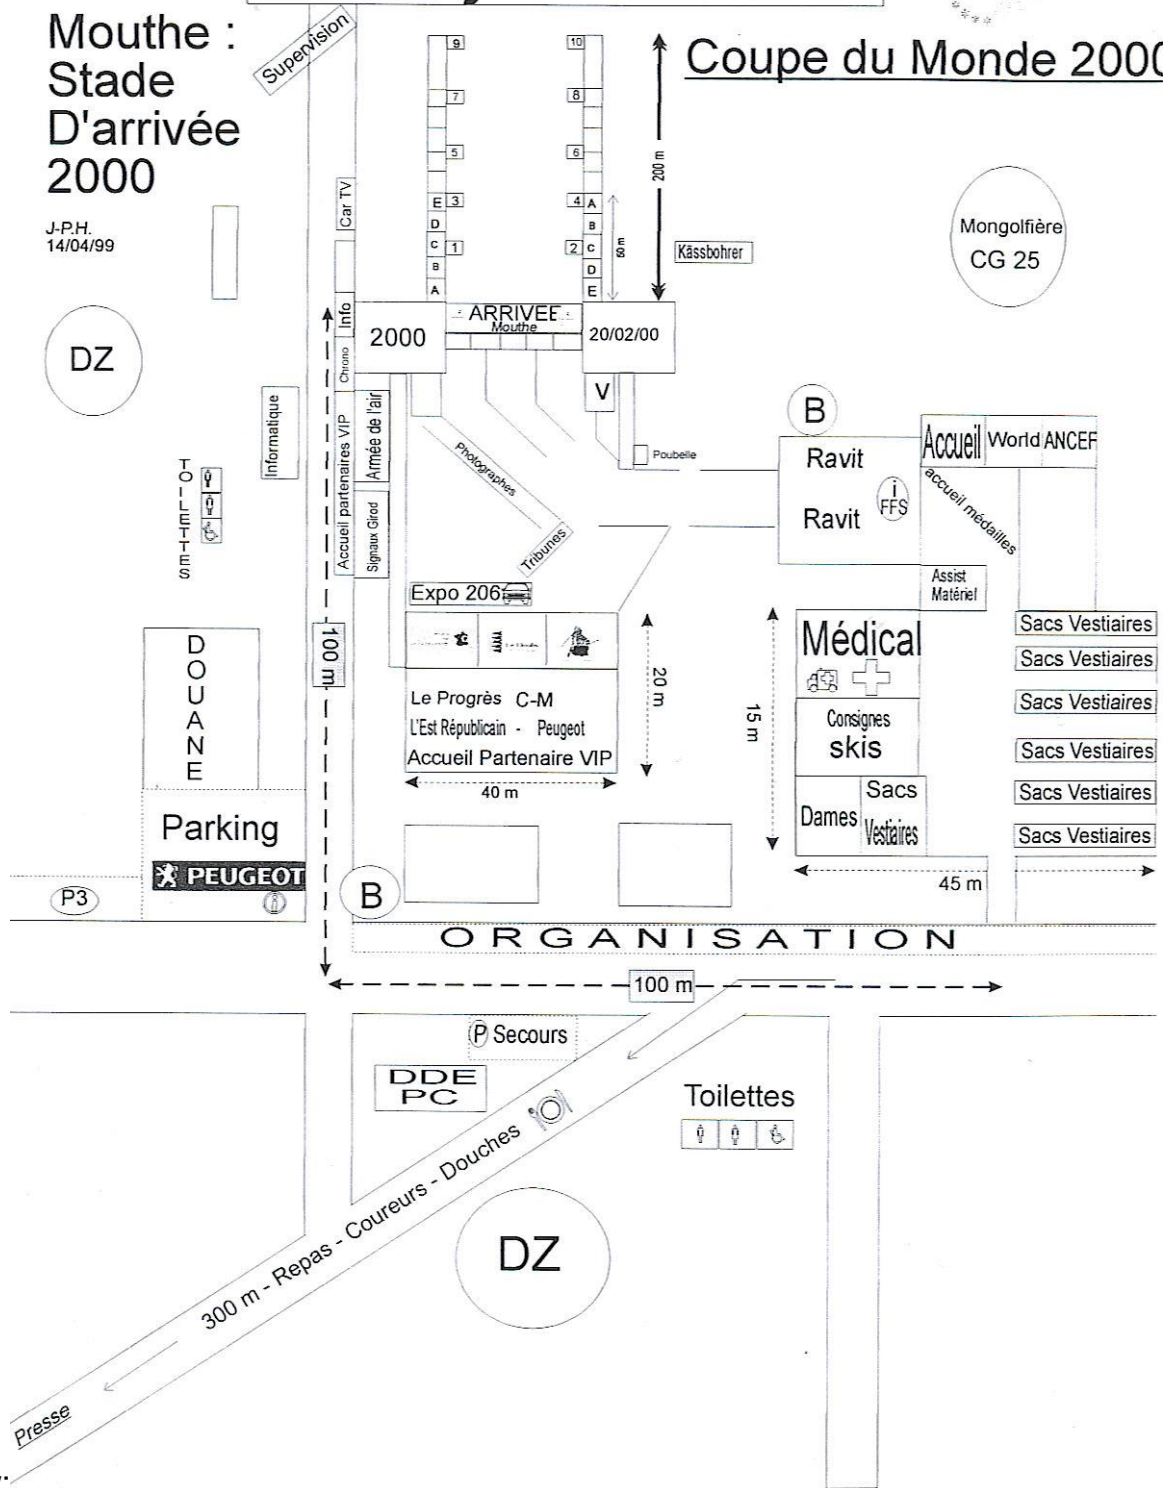 Mouthe :
Stade
D'arrivée
2000
J-P.H.
14/04/99
Supervision
Coupe du Monde 2000
9
10
7
8
5
6
E 3
4 A
D
B
C 1
2 C
B
D
A
E
200 m
50 m
Kässbohrer
Mongolfière
CG 25
Car TV
Info
Chrono
2000
ARRIVEE
Mouthe
20/02/00
DZ
V
Informatique
Accueil partenaires VIP
Armée de l'air
Signaux Girod
Photographes
Tribunes
Poubelle
B
Ravit
Ravit
i
FFS
Accueil
World
ANCEF
accueil médailles
Assist
Matériel
TOILETTES
Expo 206
Le Progrès C-M
L'Est Républicain - Peugeot
Accueil Partenaire VIP
20 m
40 m
100 m
DOUANE
Parking
PEUGEOT
P3
B
15 m
Médical
Consignes
skis
Dames
Sacs
Vestiaires
Sacs Vestiaires
Sacs Vestiaires
Sacs Vestiaires
Sacs Vestiaires
Sacs Vestiaires
Sacs Vestiaires
45 m
ORGANISATION
100 m
P Secours
DDE
PC
Toilettes
300 m - Repas - Coureurs - Douches
DZ
Presse